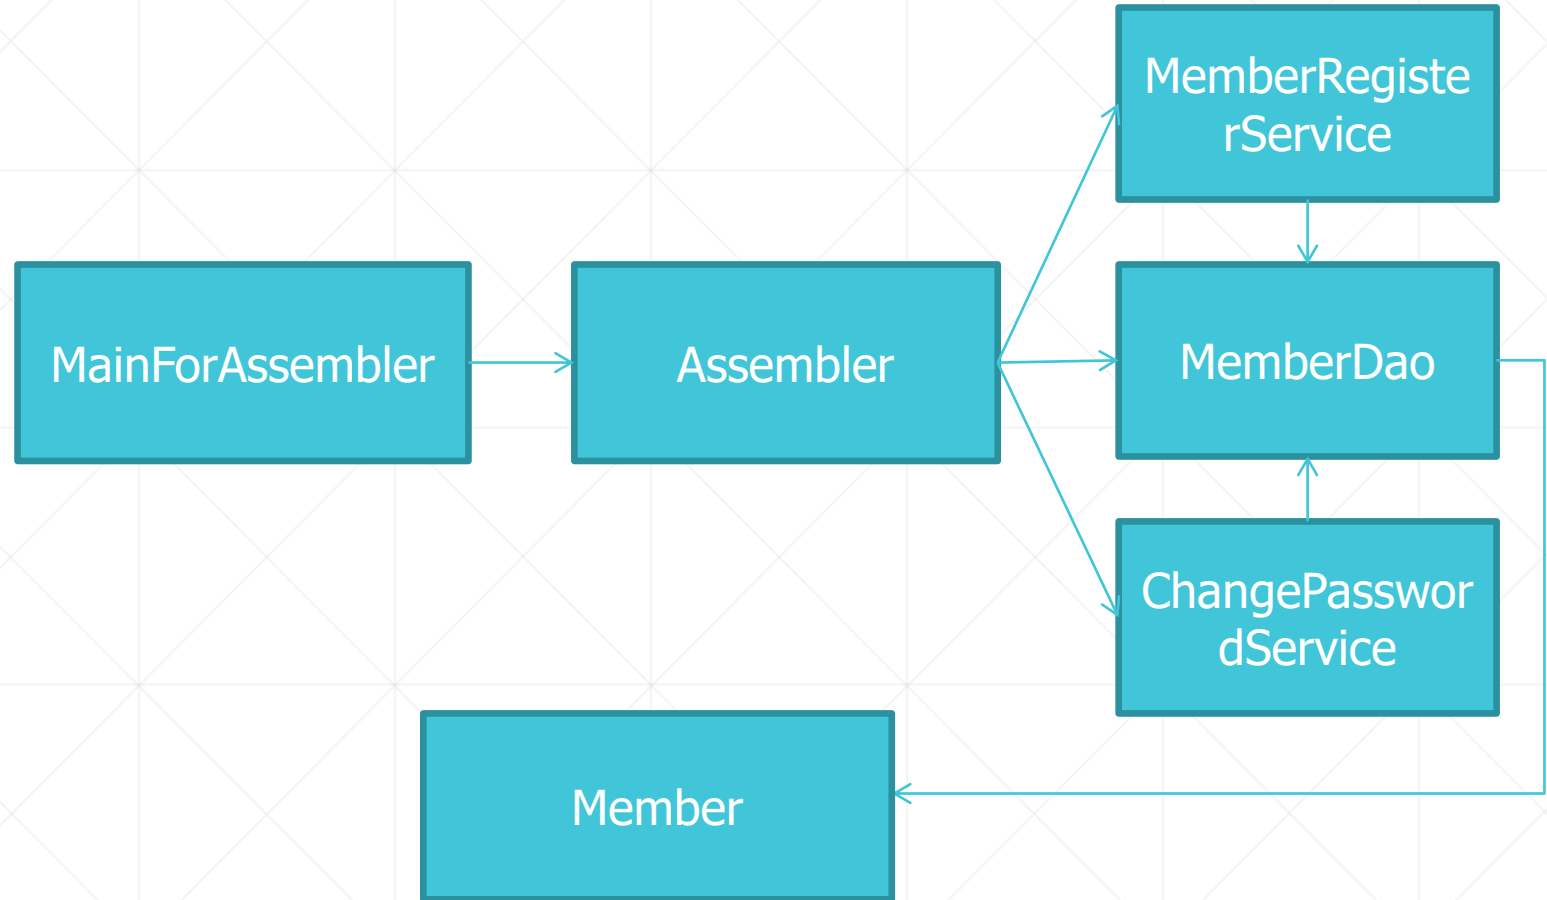 MemberRegiste
rService
MainForAssembler
Assembler
MemberDao
ChangePasswor
dService
Member